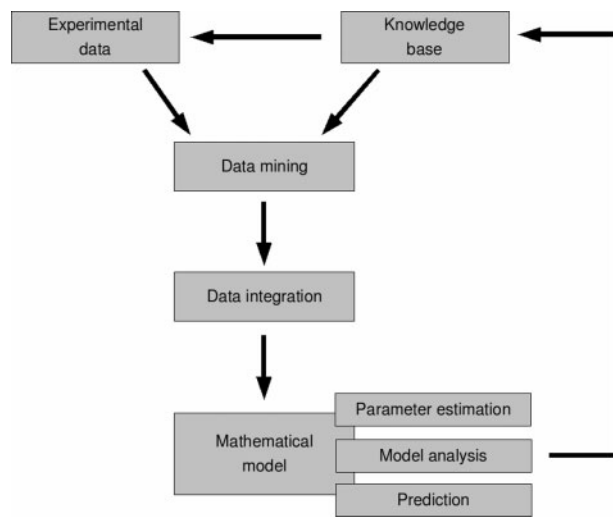 Experimental
data
Knowledge
base
Data mining
Data integration
Mathematical
model
Parameter estimation
Model analysis
Prediction